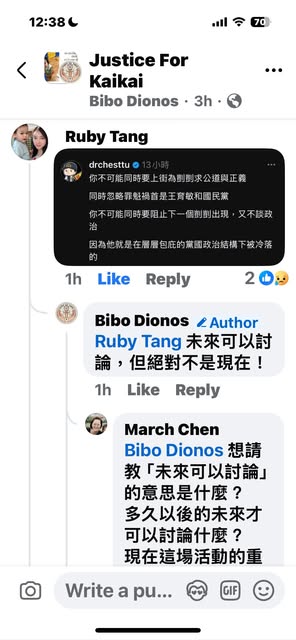 12:38
70
Justice For
Kaikai
Bibo Dionos · 3h ·
Ruby Tang
drchesttu 13小時
你不可能同時要上街為剴剴求公道與正義
同時忽略罪魁禍首是王育敏和國民黨
你不可能同時要阻止下一個剴剴出現，又不談政
治
因為他就是在層層包庇的黨國政治結構下被冷落
的
1h Like Reply 2
Bibo Dionos Author
Ruby Tang 未來可以討
論，但絕對不是現在！
1h Like Reply
March Chen
Bibo Dionos 想請
教「未來可以討論」
的意思是什麼？
多久以後的未來才
可以討論什麼？
現在這場活動的重
Write a pu...
GIF